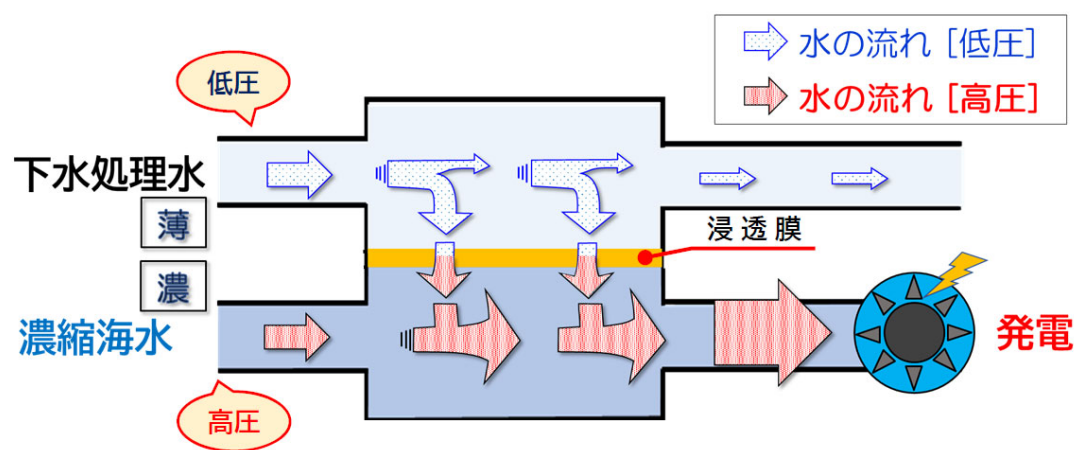 水の流れ [低圧]
水の流れ [高圧]
低圧
下水処理水
薄
浸透膜
濃
濃縮海水
発電
高圧